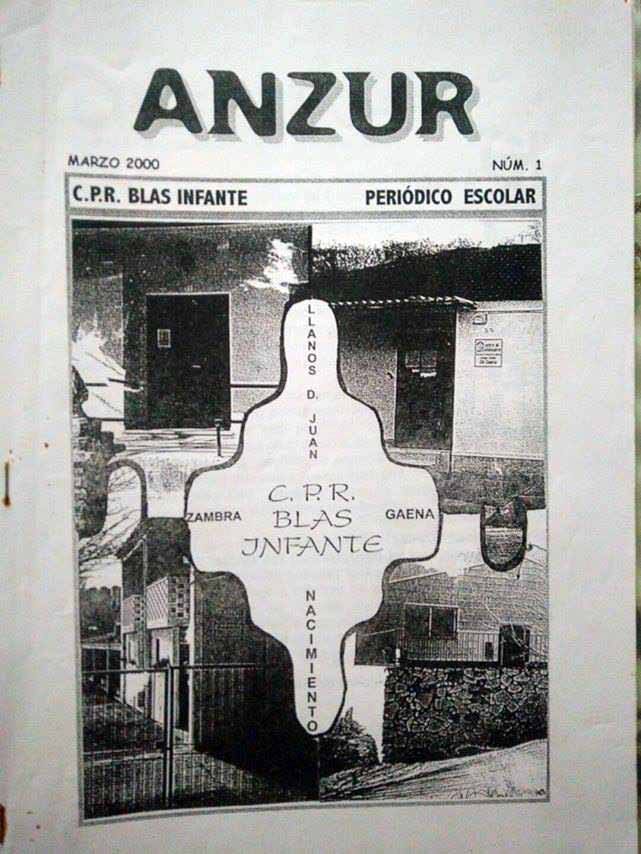 ANZUR
MARZO 2000
NÚM. 1
C.P.R. BLAS INFANTE
PERIÓDICO ESCOLAR
LLANOS D. JUAN
C. P. R.
ZAMBRA
BLAS
GAENA
INFANTE
NACIMIENTO